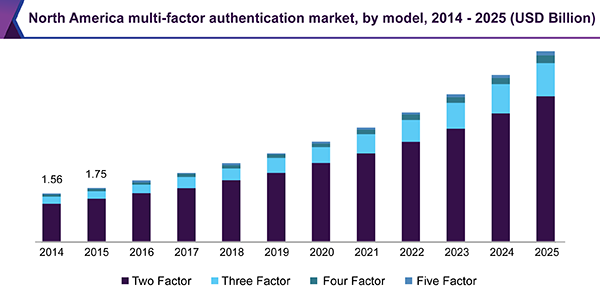 North America multi-factor authentication market, by model, 2014 - 2025 (USD Billion)
1.56
1.75
2014 2015 2016 2017 2018 2019 2020 2021 2022 2023 2024 2025
Two Factor Three Factor Four Factor Five Factor